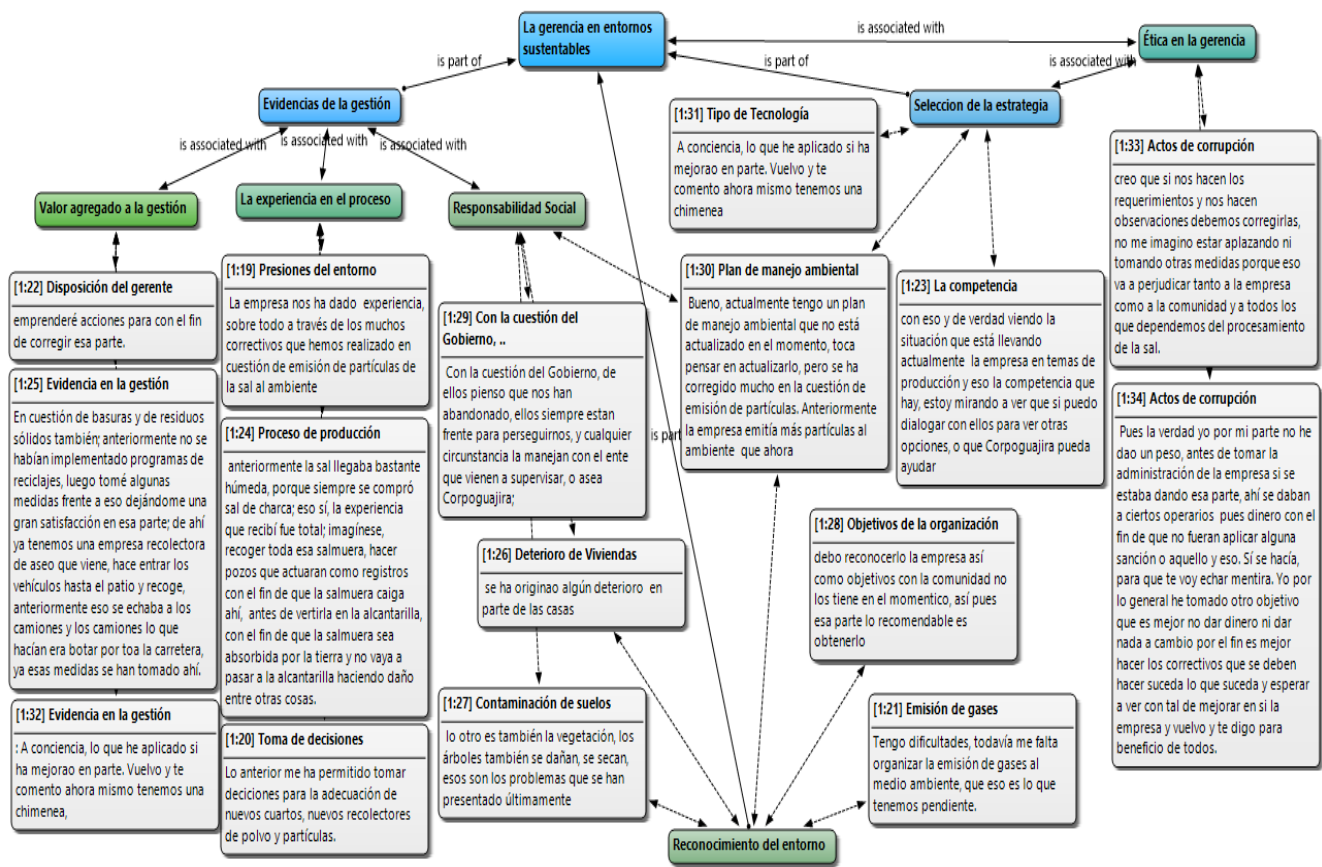 La gerencia en entornos
sustentables
is associated with
Ética en la gerencia
is part of
is part of
is associated with
Evidencias de la gestión
Seleccion de la estrategia
is associated with
is associated with
is associated with
Valor agregado a la gestión
La experiencia en el proceso
Responsabilidad Social
[1:31] Tipo de Tecnología
A conciencia, lo que he aplicado si ha
mejorao en parte. Vuelvo y te
comento ahora mismo tenemos una
chimenea
[1:33] Actos de corrupción
creo que si nos hacen los
requerimientos y nos hacen
observaciones debemos corregirlas,
no me imagino estar aplazando ni
tomando otras medidas porque eso
va a perjudicar tanto a la empresa
como a la comunidad y a todos los
que dependemos del procesamiento
de la sal.
[1:22] Disposición del gerente
emprenderé acciones para con el fin
de corregir esa parte.
[1:19] Presiones del entorno
La empresa nos ha dado experiencia,
sobre todo a través de los muchos
correctivos que hemos realizado en
cuestión de emisión de partículas de
la sal al ambiente
[1:29] Con la cuestión del
Gobierno, ..
Con la cuestión del Gobierno, de
ellos pienso que nos han
abandonado, ellos siempre estan
frente para perseguirnos, y cualquier
circunstancia la manejan con el ente
que vienen a supervisar, o asea
Corpoguajira;
is part
[1:30] Plan de manejo ambiental
Bueno, actualmente tengo un plan
de manejo ambiental que no está
actualizado en el momento, toca
pensar en actualizarlo, pero se ha
corregido mucho en la cuestión de
emisión de partículas. Anteriormente
la empresa emitía más partículas al
ambiente que ahora
[1:23] La competencia
con eso y de verdad viendo la
situación que está llevando
actualmente la empresa en temas de
producción y eso la competencia que
hay, estoy mirando a ver que si puedo
dialogar con ellos para ver otras
opciones, o que Corpoguajira pueda
ayudar
[1:25] Evidencia en la gestión
En cuestión de basuras y de residuos
sólidos también; anteriormente no se
habían implementado programas de
reciclajes, luego tomé algunas
medidas frente a eso dejándome una
gran satisfacción en esa parte; de ahí
ya tenemos una empresa recolectora
de aseo que viene, hace entrar los
vehículos hasta el patio y recoge,
anteriormente eso se echaba a los
camiones y los camiones lo que
hacían era botar por toa la carretera,
ya esas medidas se han tomado ahí.
[1:24] Proceso de producción
anteriormente la sal llegaba bastante
húmeda, porque siempre se compró
sal de charca; eso sí, la experiencia
que recibí fue total; imagínese,
recoger toda esa salmuera, hacer
pozos que actuaran como registros
con el fin de que la salmuera caiga
ahí, antes de vertirla en la alcantarilla,
con el fin de que la salmuera sea
absorbida por la tierra y no vaya a
pasar a la alcantarilla haciendo daño
entre otras cosas.
[1:34] Actos de corrupción
Pues la verdad yo por mi parte no he
dao un peso, antes de tomar la
administración de la empresa si se
estaba dando esa parte, ahí se daban
a ciertos operarios pues dinero con el
fin de que no fueran aplicar alguna
sanción o aquello y eso. Sí se hacía,
para que te voy echar mentira. Yo por
lo general he tomado otro objetivo
que es mejor no dar dinero ni dar
nada a cambio por el fin es mejor
hacer los correctivos que se deben
hacer suceda lo que suceda y esperar
a ver con tal de mejorar en si la
empresa y vuelvo y te digo para
beneficio de todos.
[1:26] Deterioro de Viviendas
se ha originao algún deterioro en
parte de las casas
[1:28] Objetivos de la organización
debo reconocerlo la empresa así
como objetivos con la comunidad no
los tiene en el momentico, así pues
esa parte lo recomendable es
obtenerlo
[1:27] Contaminación de suelos
lo otro es también la vegetación, los
árboles también se dañan, se secan,
esos son los problemas que se han
presentado últimamente
[1:21] Emisión de gases
Tengo dificultades, todavía me falta
organizar la emisión de gases al
medio ambiente, que eso es lo que
tenemos pendiente.
[1:32] Evidencia en la gestión
: A conciencia, lo que he aplicado si
ha mejorao en parte. Vuelvo y te
comento ahora mismo tenemos una
chimenea,
[1:20] Toma de decisiones
Lo anterior me ha permitido tomar
deciciones para la adecuación de
nuevos cuartos, nuevos recolectores
de polvo y partículas.
Reconocimiento del entorno